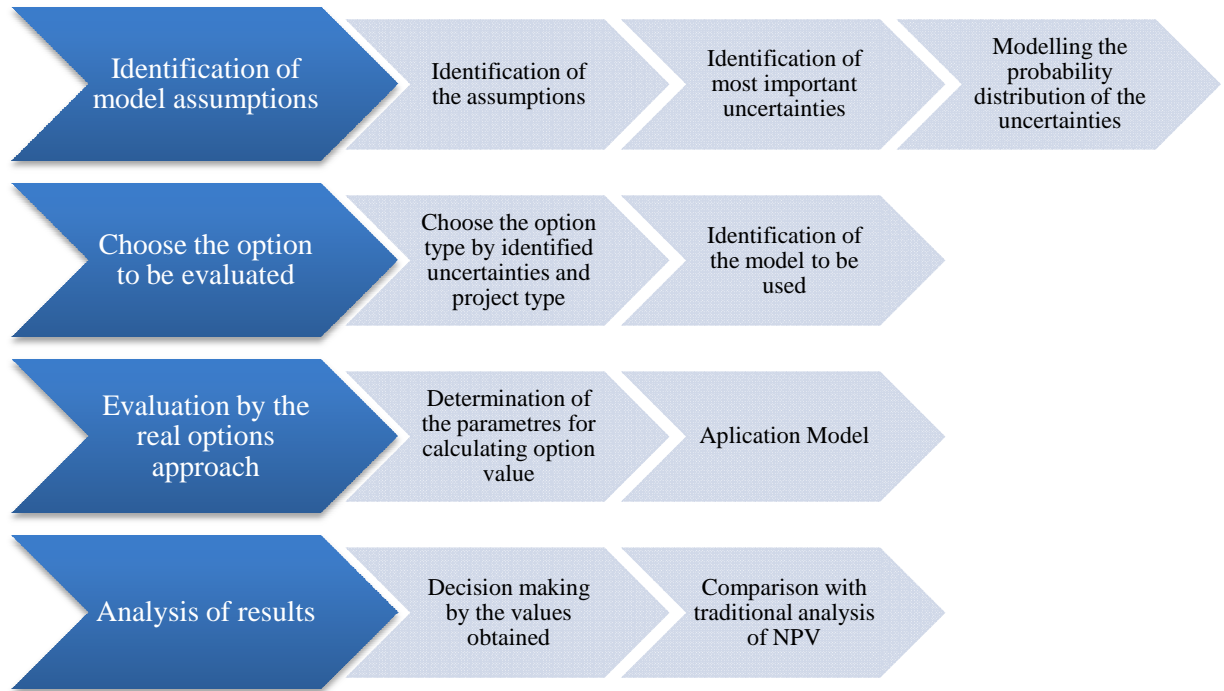 Identification of
model assumptions
Identification of
the assumptions
Identification of
most important
uncertainties
Modelling the
probability
distribution of the
uncertainties
Choose the option
to be evaluated
Choose the option
type by identified
uncertainties and
project type
Identification of
the model to be
used
Evaluation by the
real options
approach
Determination of
the parametres for
calculating option
value
Aplication Model
Analysis of results
Decision making
by the values
obtained
Comparison with
traditional analysis
of NPV